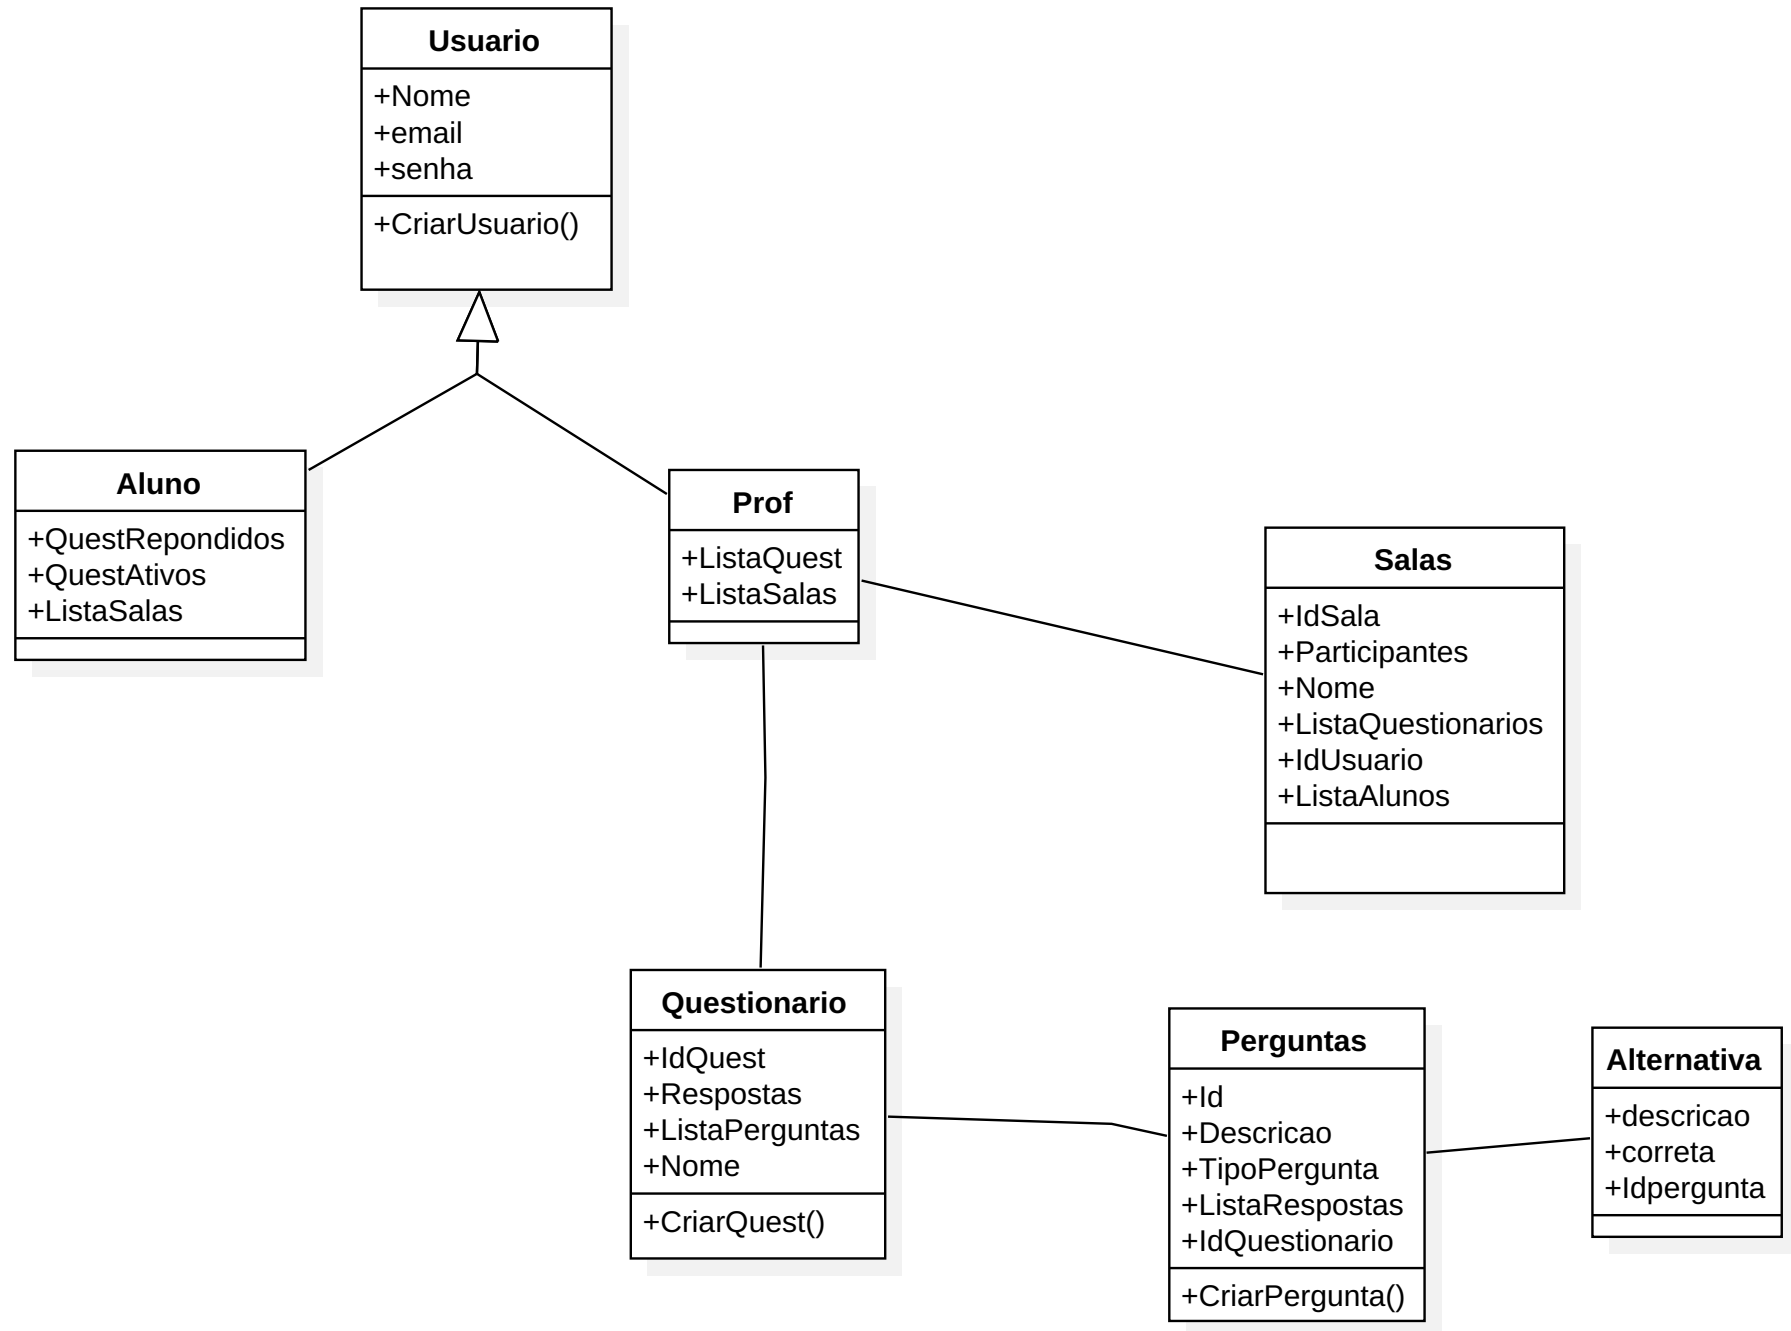 Usuario
+Nome
+email
+senha
+CriarUsuario()
Aluno
+QuestRepondidos
+QuestAtivos
+ListaSalas
Prof
+ListaQuest
+ListaSalas
Salas
+IdSala
+Participantes
+Nome
+ListaQuestionarios
+IdUsuario
+ListaAlunos
Questionario
+IdQuest
+Respostas
+ListaPerguntas
+Nome
+CriarQuest()
Perguntas
+Id
+Descricao
+TipoPergunta
+ListaRespostas
+IdQuestionario
+CriarPergunta()
Alternativa
+descricao
+correta
+Idpergunta